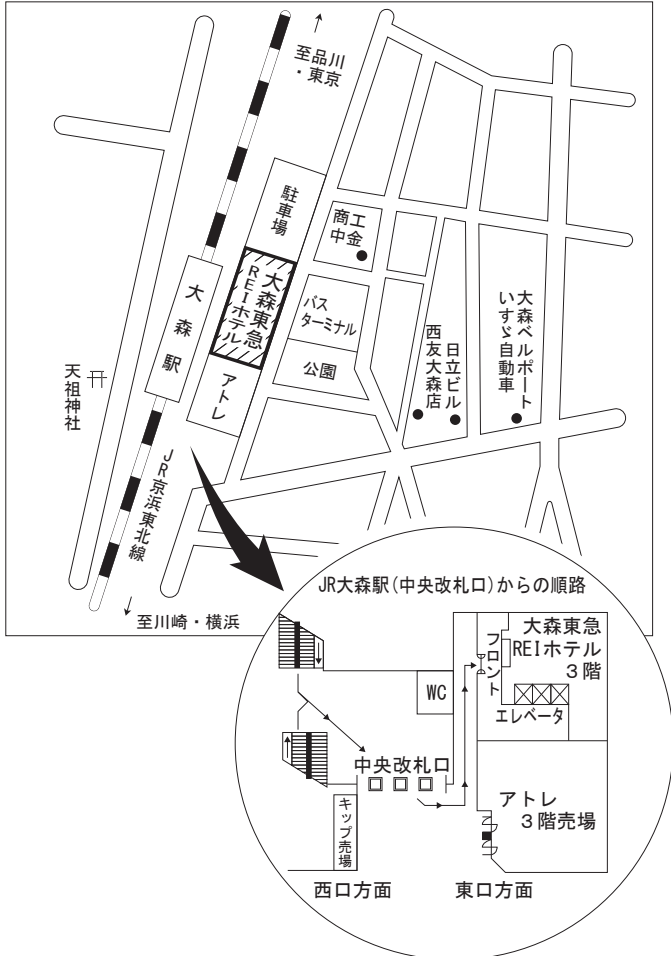 至品川
・東京
駐車場
商工
中金
大森東急
REIホテル
バス
ターミナル
公園
大森駅
アトレ
天祖神社
大森ベルポート
いすゞ自動車
日立ビル
西友大森店
JR京浜東北線
至川崎・横浜
JR大森駅(中央改札口)からの順路
大森東急
REIホテル
3階
フロント
WC
エレベータ
中央改札口
アトレ
3階売場
キップ売場
西口方面
東口方面